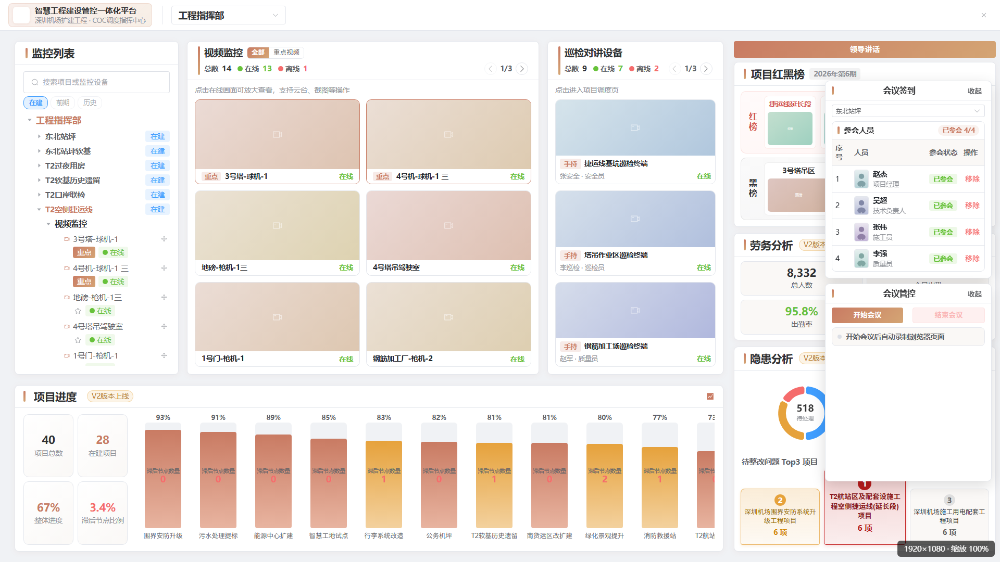 智慧工程建设管控一体化平台
深圳机场扩建工程 · COC调度指挥中心
工程指挥部
监控列表
搜索项目或监控设备
在建 前期 历史
工程指挥部
东北站坪 在建
东北站坪软基 在建
T2过夜用房 在建
T2软基历史遗留 在建
T2口岸联检 在建
T2空侧捷运线 在建
视频监控
3号塔-球机-1
重点 在线
4号机-球机-1 三
重点 在线
地磅-枪机-1三
在线
4号塔吊驾驶室
在线
1号门-枪机-1
视频监控 全部 重点视频
总数 14 在线 13 离线 1 1/3
点击在线画面可放大查看，支持云台、截图等操作
重点 3号塔-球机-1 在线
重点 4号机-球机-1 三 在线
地磅-枪机-1三 在线
4号塔吊驾驶室 在线
1号门-枪机-1 在线
钢筋加工厂-枪机-2 在线
巡检对讲设备
总数 9 在线 7 离线 2 1/3
点击进入项目调度页
手持 捷运线基坑巡检终端
张安全 · 安全员 在线
手持 塔吊作业区巡检终端
李巡检 · 巡检员 在线
手持 钢筋加工场巡检终端
赵军 · 质量员 在线
领导讲话
项目红黑榜 2026年第6期
红榜
捷运线延长段
黑榜
3号塔吊区
劳务分析 V2版本
8,332
总人数
95.8%
出勤率
隐患分析 V2版本
518
待处理
待整改问题 Top3 项目
2
深圳机场围界安防系统升级工程项目
6 项
1
T2航站区及配套设施工程空侧捷运线(延长段)项目
6 项
3
深圳机场施工用电配套工程项目
6 项
会议签到 收起
东北站坪
参会人员 已参会 4/4
序号 人员 参会状态 操作
1 赵杰 项目经理 已参会 移除
2 吴超 技术负责人 已参会 移除
3 张伟 施工员 已参会 移除
4 李强 质量员 已参会 移除
会议管控 收起
开始会议 结束会议
开始会议后自动录制浏览器页面
项目进度 V2版本上线
40
项目总数
28
在建项目
67%
整体进度
3.4%
滞后节点比例
93% 91% 89% 85% 83% 82% 81% 81% 80% 77%
滞后节点数量 滞后节点数量 滞后节点数量 滞后节点数量 滞后节点数量 滞后节点数量 滞后节点数量 滞后节点数量 滞后节点数量 滞后节点数量
0 0 0 0 1 0 1 0 2 1
围界安防升级 污水处理提标 能源中心扩建 智慧工地试点 行李系统改造 公务机坪 T2软基历史遗留 南货运区改扩建 绿化景观提升 消防救援站 T2航站
1920×1080 · 缩放 100%